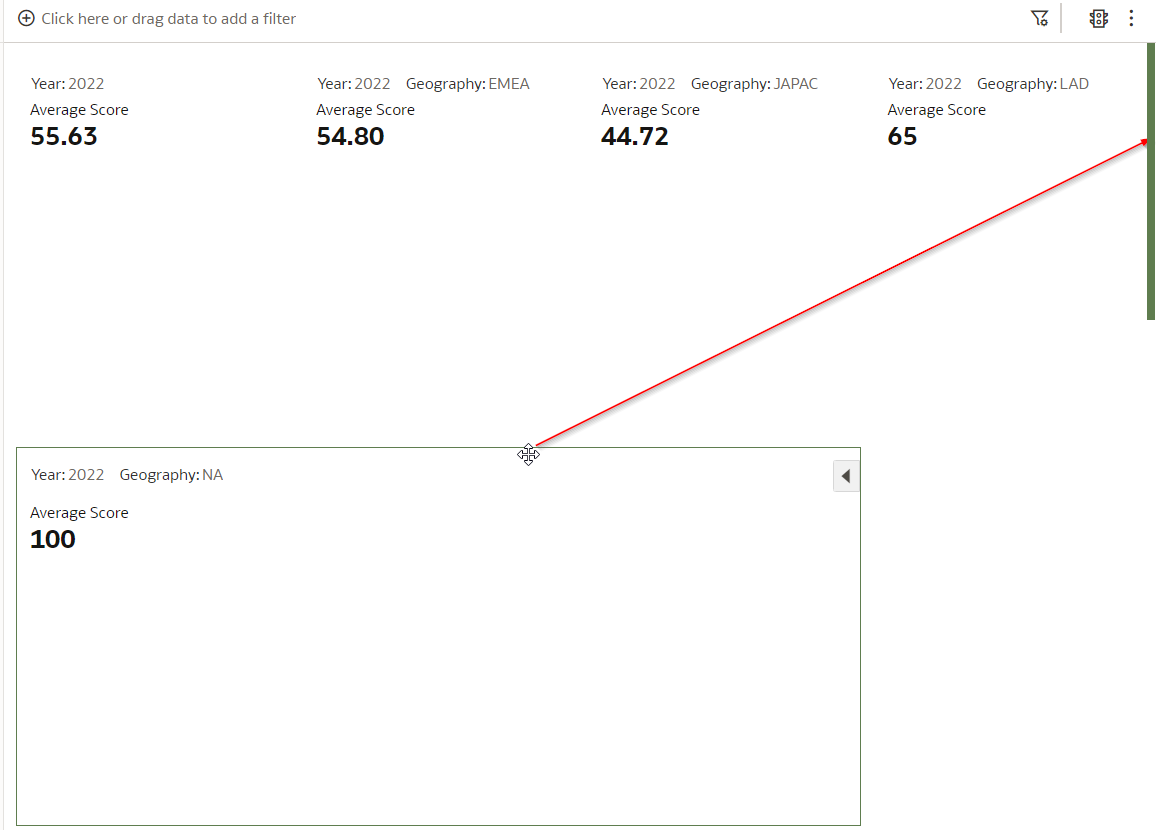 Click here or drag data to add a filter
Year: 2022
Average Score
55.63
Year: 2022 Geography: EMEA
Average Score
54.80
Year: 2022 Geography: JAPAC
Average Score
44.72
Year: 2022 Geography: LAD
Average Score
65
Year: 2022 Geography: NA
Average Score
100